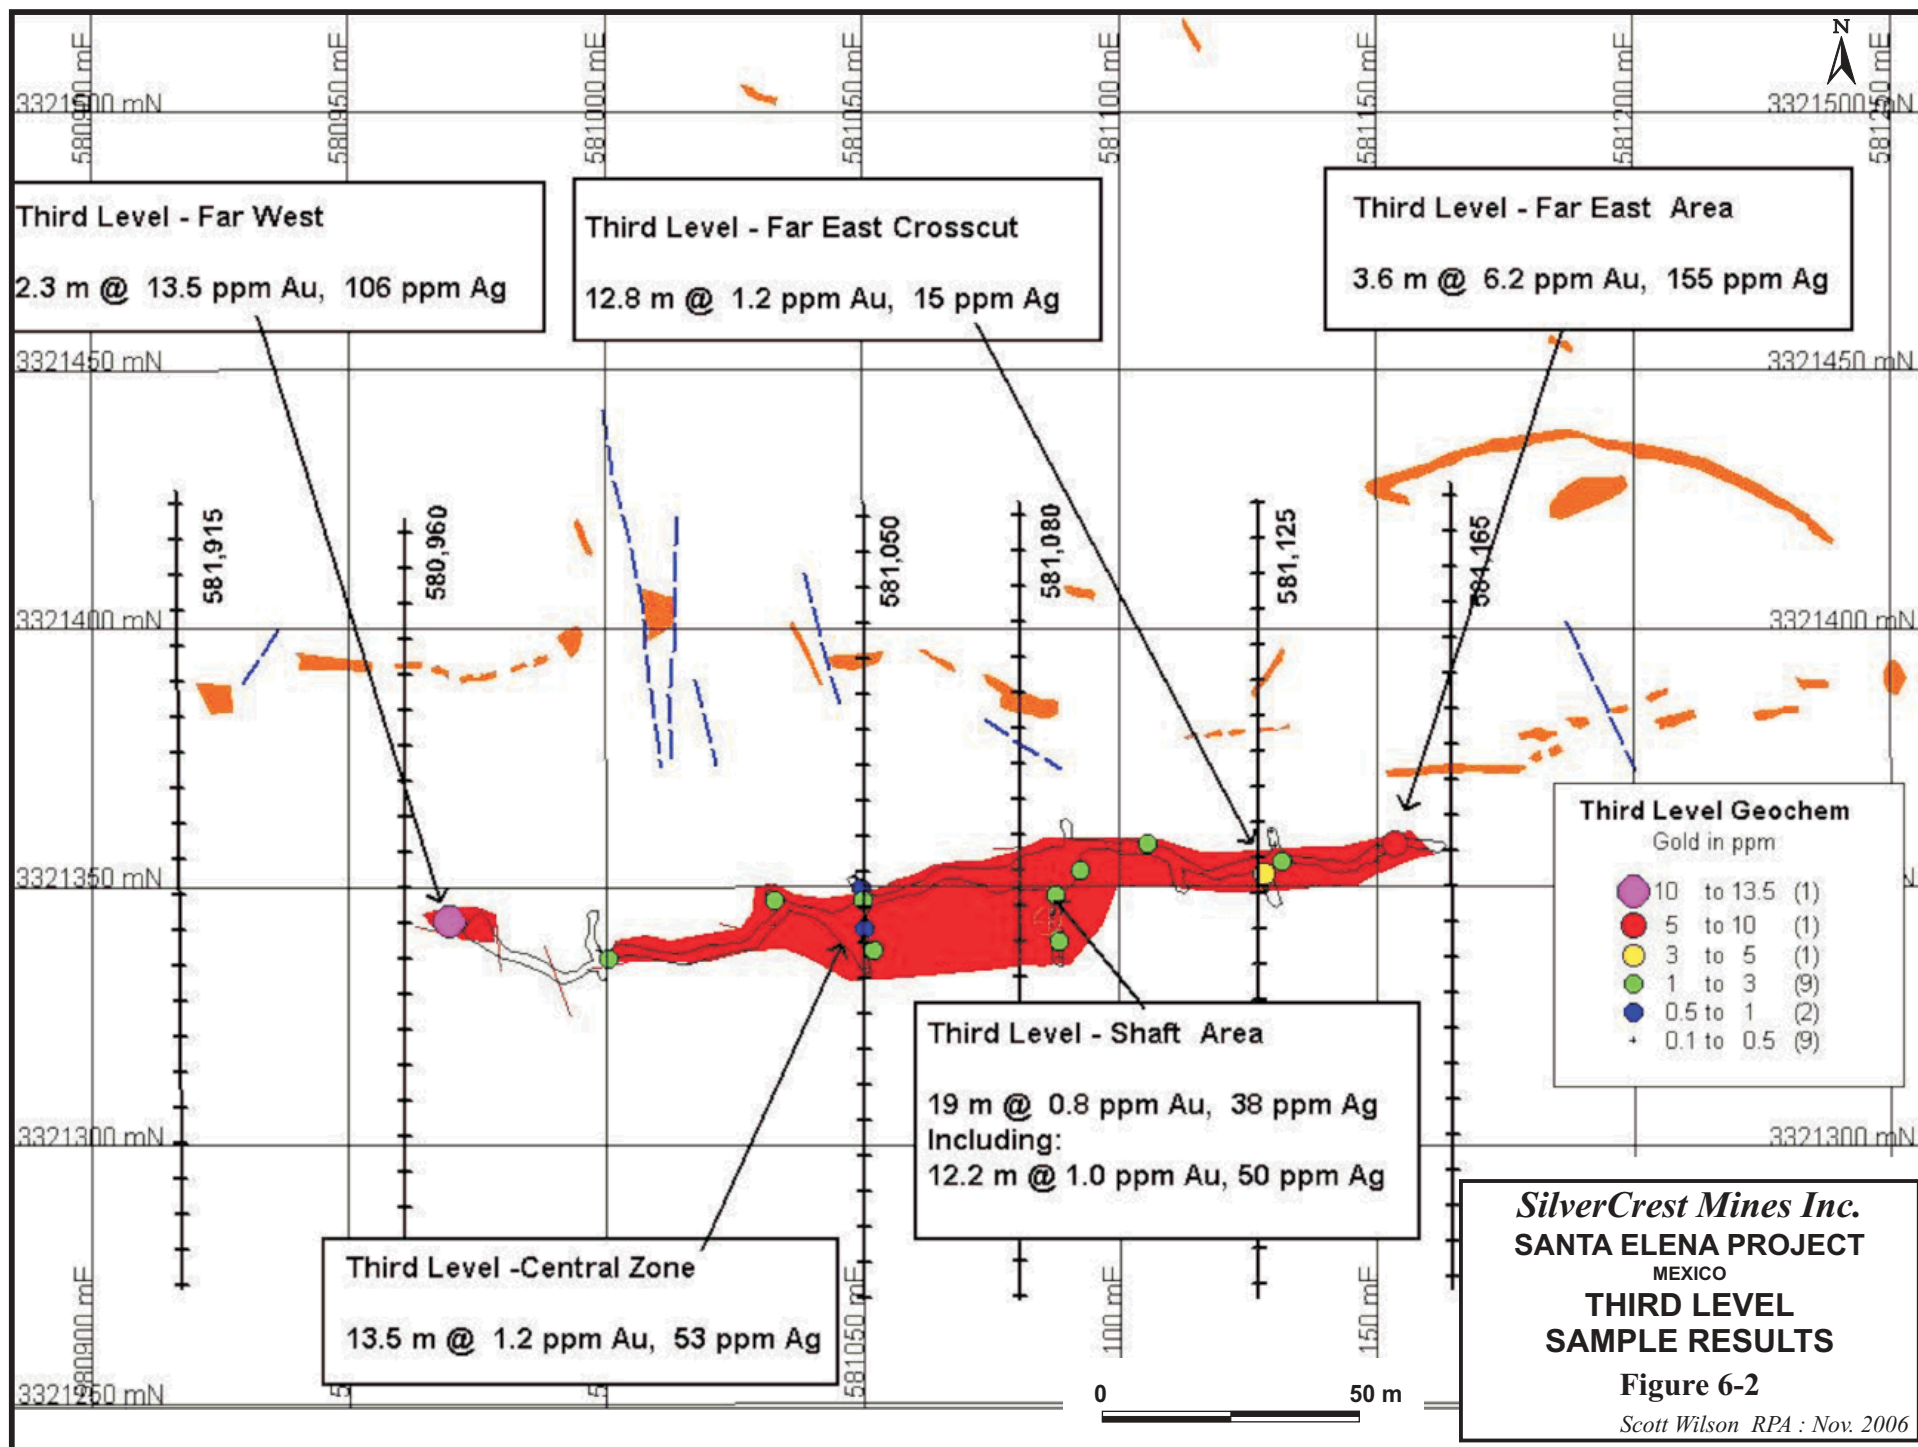 N
580900 mE
580950 mE
581000 mE
581050 mE
581100 mE
581150 mE
581200 mE
581250 mE
3321500 mN
3321500 mN
Third Level - Far West
2.3 m @ 13.5 ppm Au, 106 ppm Ag
Third Level - Far East Crosscut
12.8 m @ 1.2 ppm Au, 15 ppm Ag
Third Level - Far East Area
3.6 m @ 6.2 ppm Au, 155 ppm Ag
3321450 mN
3321450 mN
581,915
580,960
581,050
581,080
581,125
581,165
3321400 mN
3321400 mN
Third Level Geochem
Gold in ppm
10 to 13.5 (1)
5 to 10 (1)
3 to 5 (1)
1 to 3 (9)
0.5 to 1 (2)
0.1 to 0.5 (9)
3321350 mN
Third Level - Shaft Area
19 m @ 0.8 ppm Au, 38 ppm Ag
Including:
12.2 m @ 1.0 ppm Au, 50 ppm Ag
3321300 mN
3321300 mN
Third Level -Central Zone
13.5 m @ 1.2 ppm Au, 53 ppm Ag
580900 mE
581050 mE
100 mE
150 mE
3321250 mN
0 50 m
SilverCrest Mines Inc.
SANTA ELENA PROJECT
MEXICO
THIRD LEVEL
SAMPLE RESULTS
Figure 6-2
Scott Wilson RPA : Nov. 2006